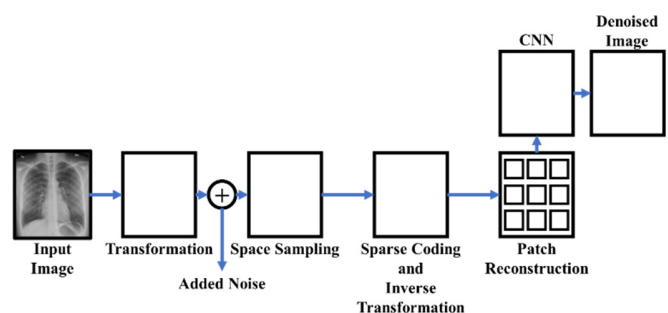 Denoised
Image
CNN
Input
Image
Transformation
Added Noise
Space Sampling
Sparse Coding
and
Inverse
Transformation
Patch
Reconstruction